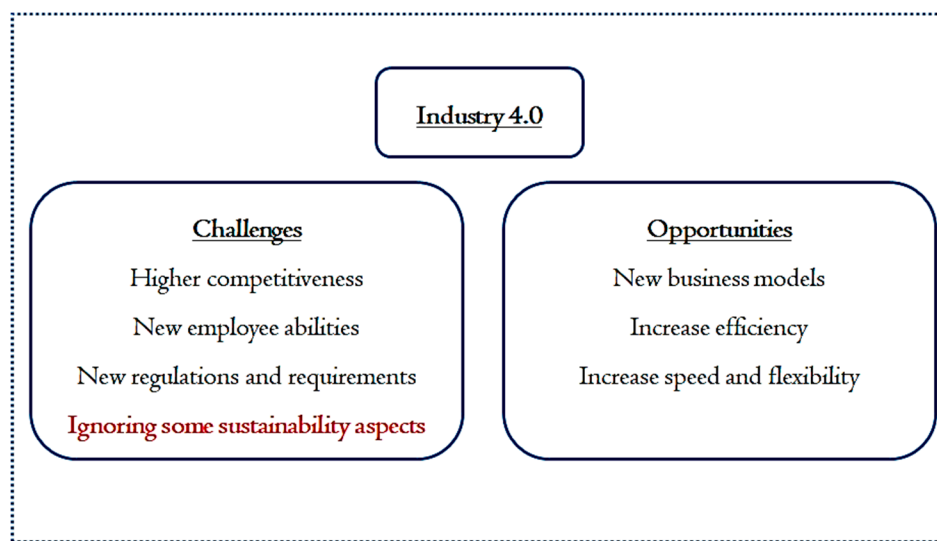 Industry 4.0
Challenges
Higher competitiveness
New employee abilities
New regulations and requirements
Ignoring some sustainability aspects
Opportunities
New business models
Increase efficiency
Increase speed and flexibility